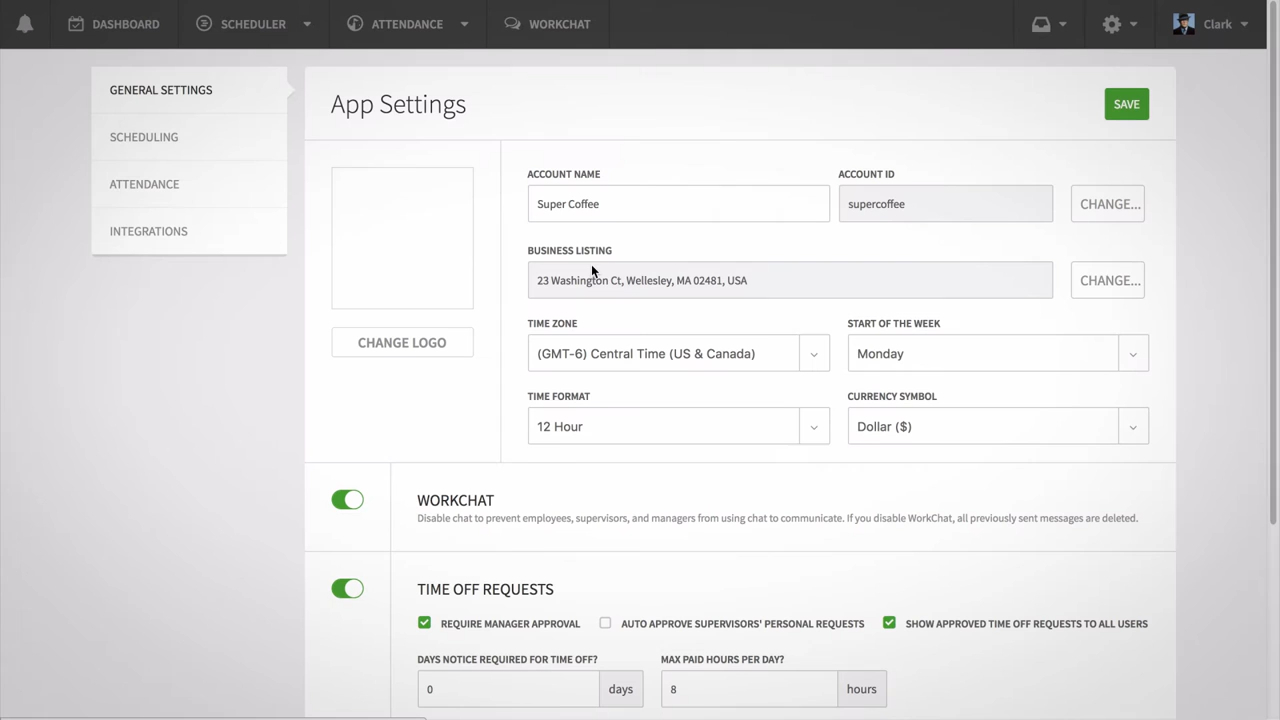 DASHBOARD SCHEDULER ATTENDANCE WORKCHAT Clark
GENERAL SETTINGS
SCHEDULING
ATTENDANCE
INTEGRATIONS
App Settings
SAVE
CHANGE LOGO
ACCOUNT NAME ACCOUNT ID
Super Coffee supercoffee CHANGE...
BUSINESS LISTING
23 Washington Ct, Wellesley, MA 02481, USA CHANGE...
TIME ZONE START OF THE WEEK
(GMT-6) Central Time (US & Canada) Monday
TIME FORMAT CURRENCY SYMBOL
12 Hour Dollar ($)
WORKCHAT
Disable chat to prevent employees, supervisors, and managers from using chat to communicate. If you disable WorkChat, all previously sent messages are deleted.
TIME OFF REQUESTS
REQUIRE MANAGER APPROVAL AUTO APPROVE SUPERVISORS' PERSONAL REQUESTS SHOW APPROVED TIME OFF REQUESTS TO ALL USERS
DAYS NOTICE REQUIRED FOR TIME OFF? MAX PAID HOURS PER DAY?
0 days 8 hours